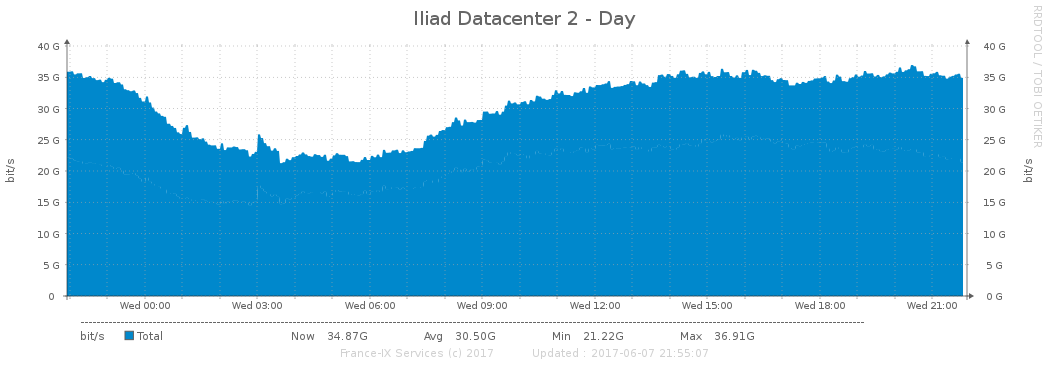 Iliad Datacenter 2 - Day
RRDTOOL / TOBI OETIKER
40 G 40 G
35 G 35 G
30 G 30 G
25 G 25 G
20 G 20 G
15 G 15 G
10 G 10 G
5 G 5 G
0 0 G
bit/s bit/s
Wed 00:00 Wed 03:00 Wed 06:00 Wed 09:00 Wed 12:00 Wed 15:00 Wed 18:00 Wed 21:00
bit/s Total Now 34.87G Avg 30.50G Min 21.22G Max 36.91G
France-IX Services (c) 2017 Updated : 2017-06-07 21:55:07